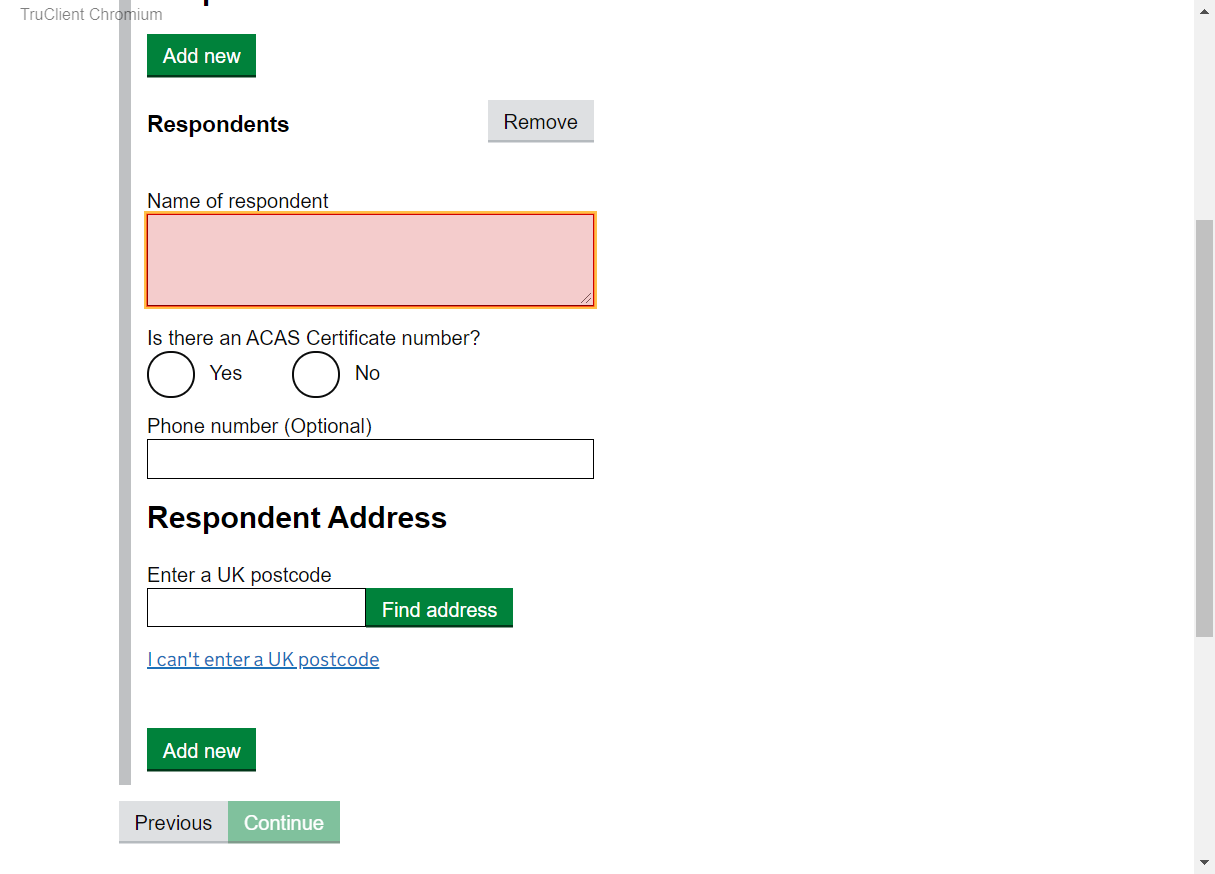 TruClient Chromium
Add new
Respondents
Remove
Name of respondent
Is there an ACAS Certificate number?
Yes
No
Phone number (Optional)
Respondent Address
Enter a UK postcode
Find address
I can't enter a UK postcode
Add new
Previous
Continue